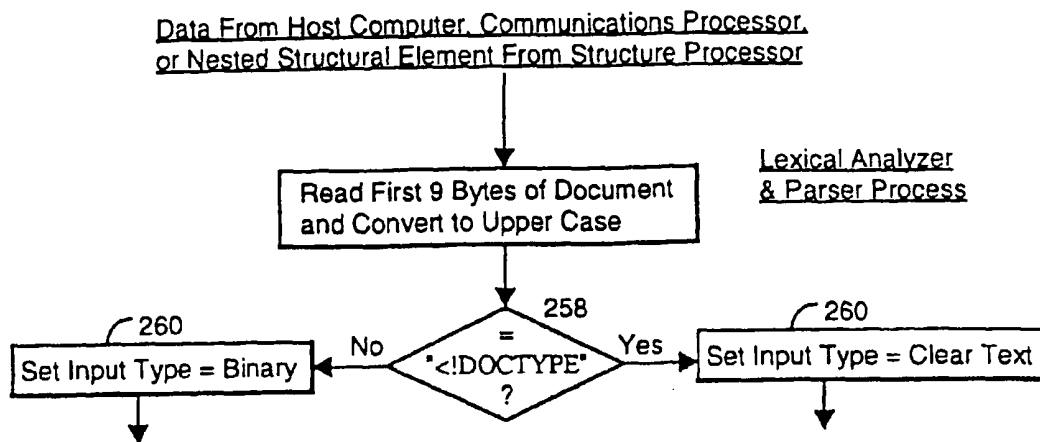 Data From Host Computer, Communications Processor,
or Nested Structural Element From Structure Processor
Lexical Analyzer
& Parser Process
Read First 9 Bytes of Document
and Convert to Upper Case
258
=
"<!DOCTYPE"
?
No
Yes
260
Set Input Type = Binary
260
Set Input Type = Clear Text